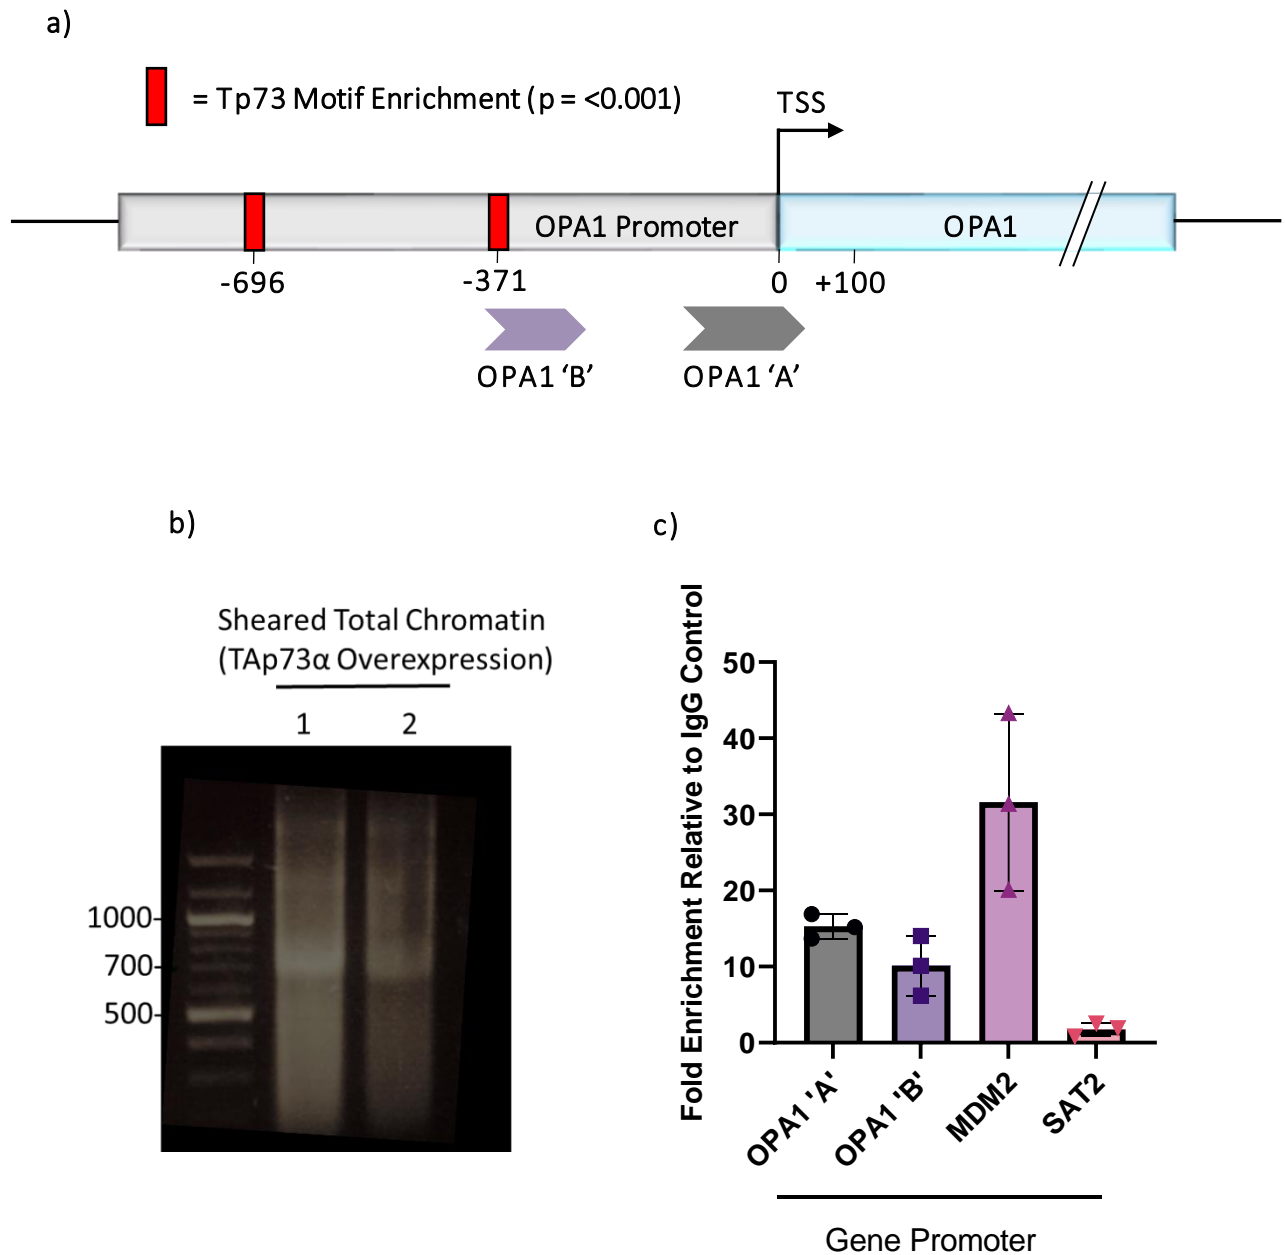 a)
= Tp73 Motif Enrichment (p = <0.001)
TSS
OPA1 Promoter
OPA1
-696
-371
0
+100
OPA1 ‘B’
OPA1 ‘A’
b)
Sheared Total Chromatin
(TAp73α Overexpression)
1
2
1000
700
500
c)
Fold Enrichment Relative to IgG Control
50
40
30
20
10
0
OPA1 'A'
OPA1 'B'
MDM2
SAT2
Gene Promoter